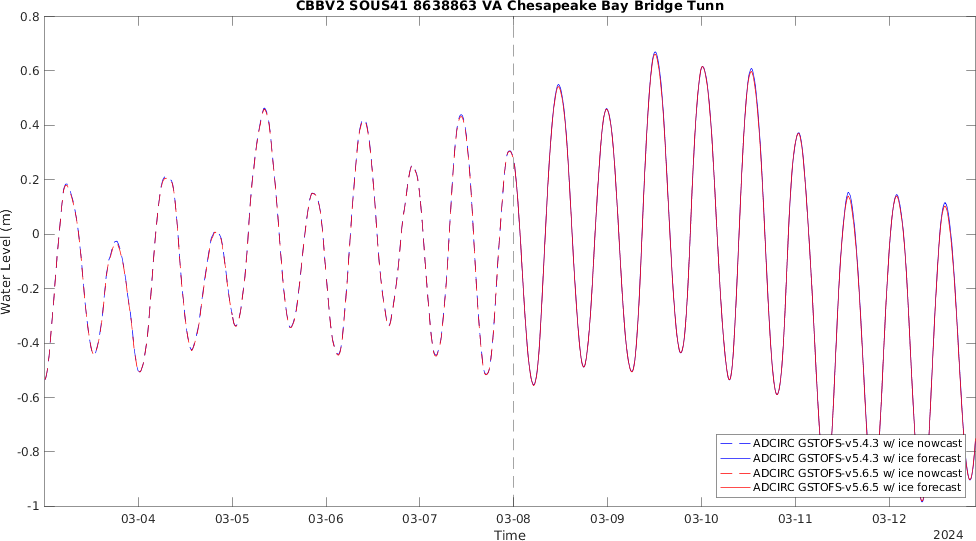 CBBV2 SOUS41 8638863 VA Chesapeake Bay Bridge Tunn
0.8
0.6
0.4
0.2
0
-0.2
-0.4
-0.6
-0.8
-1
Water Level (m)
03-04
03-05
03-06
03-07
03-08
03-09
03-10
03-11
03-12
Time
2024
ADCIRC GSTOFS-v5.4.3 w/ ice nowcast
ADCIRC GSTOFS-v5.4.3 w/ ice forecast
ADCIRC GSTOFS-v5.6.5 w/ ice nowcast
ADCIRC GSTOFS-v5.6.5 w/ ice forecast